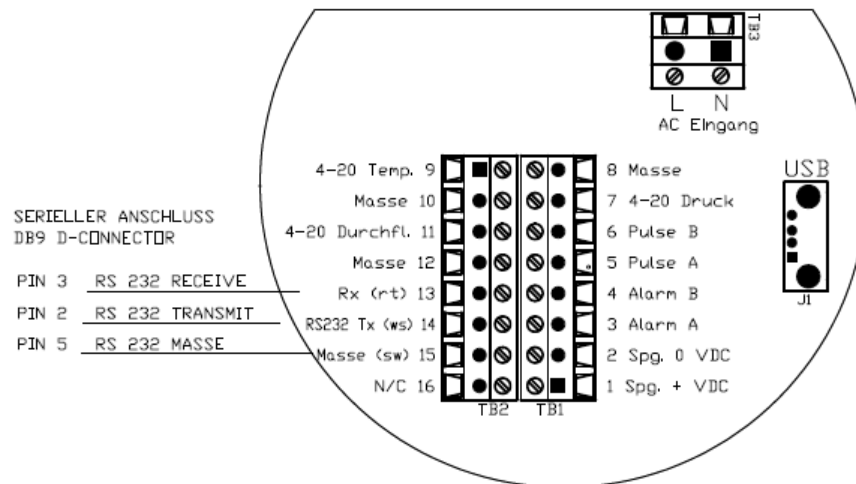 TB3
L N
AC Eingang
USB
J1
SERIELLER ANSCHLUSS
DB9 D-CONNECTOR
PIN 3 RS 232 RECEIVE
PIN 2 RS 232 TRANSMIT
PIN 5 RS 232 MASSE
4-20 Temp. 9
Masse 10
4-20 Durchfl. 11
Masse 12
Rx (rt) 13
RS232 Tx (ws) 14
Masse (sw) 15
N/C 16
TB2
8 Masse
7 4-20 Druck
6 Pulse B
5 Pulse A
4 Alarm B
3 Alarm A
2 Spg. 0 VDC
1 Spg. + VDC
TB1